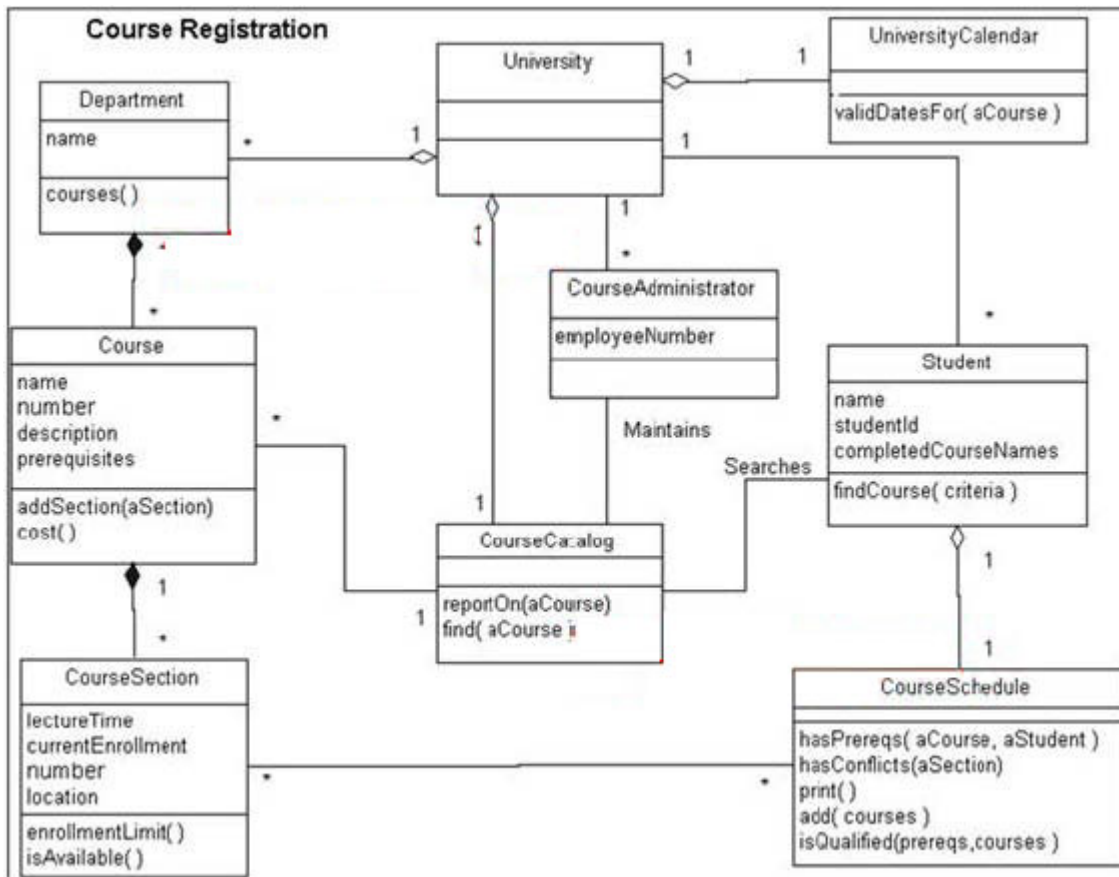 Course Registration
University
1
1
UniversityCalendar
validDatesFor( aCourse )
Department
name
courses( )
*
1
1
1
1
*
CourseAdministrator
employeeNumber
Maintains
*
*
Course
name
number
description
prerequisites
addSection(aSection)
cost( )
*
1
Student
name
studentId
completedCourseNames
findCourse( criteria )
Searches
1
CourseCatalog
reportOn(aCourse)
find( aCourse )
1
1
*
1
1
CourseSection
lectureTime
currentEnrollment
number
location
enrollmentLimit( )
isAvailable( )
*
*
CourseSchedule
hasPrereqs( aCourse, aStudent )
hasConflicts(aSection)
print( )
add( courses )
isQualified(prereqs,courses )